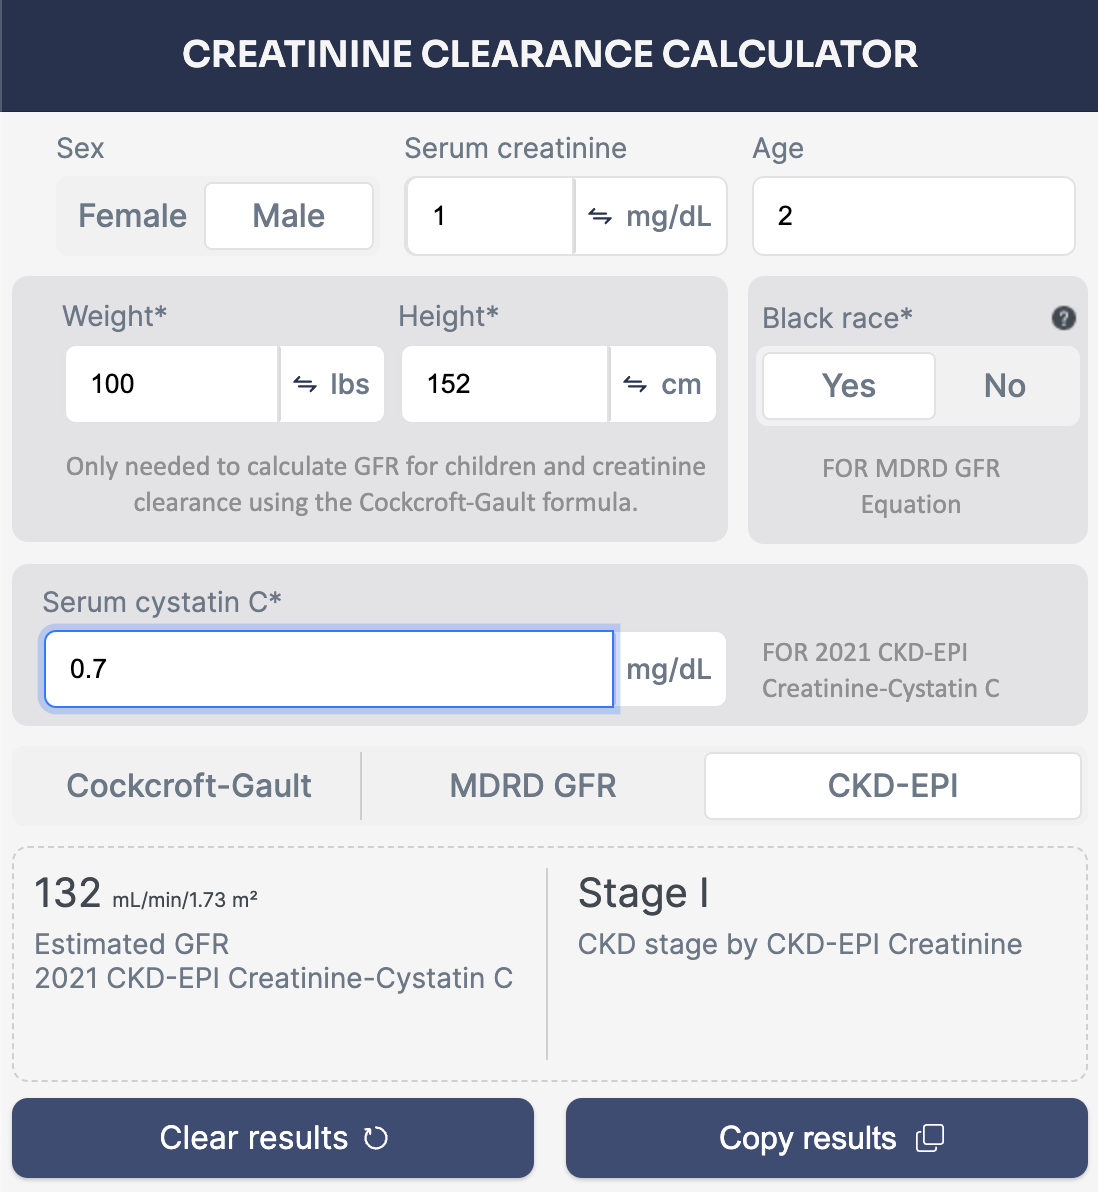 CREATININE CLEARANCE CALCULATOR
Sex
Serum creatinine
Age
Female
Male
1
⇋ mg/dL
2
Weight*
Height*
Black race*
?
100
⇋ lbs
152
⇋ cm
Yes
No
Only needed to calculate GFR for children and creatinine
clearance using the Cockcroft-Gault formula.
FOR MDRD GFR
Equation
Serum cystatin C*
0.7
mg/dL
FOR 2021 CKD-EPI
Creatinine-Cystatin C
Cockcroft-Gault
MDRD GFR
CKD-EPI
132 mL/min/1.73 m²
Estimated GFR
2021 CKD-EPI Creatinine-Cystatin C
Stage I
CKD stage by CKD-EPI Creatinine
Clear results
Copy results